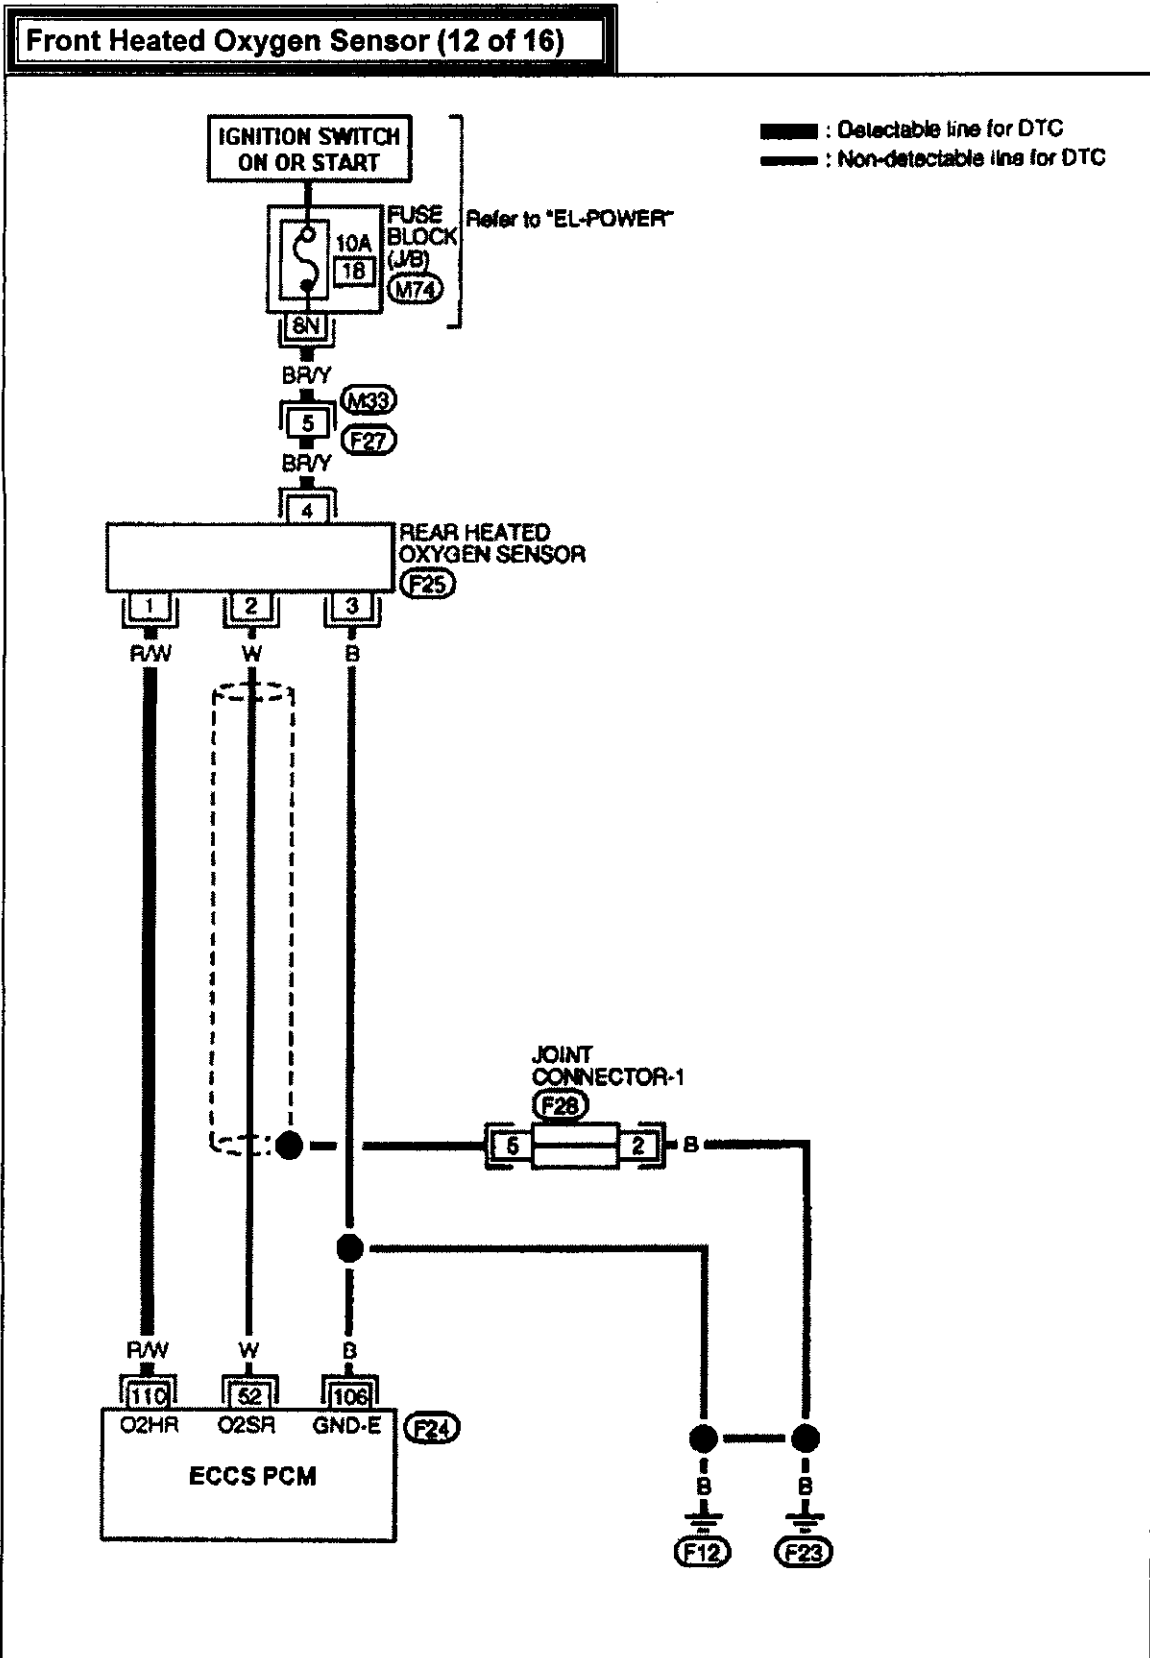 Front Heated Oxygen Sensor (12 of 16)
: Detectable line for DTC
: Non-detectable line for DTC
IGNITION SWITCH
ON OR START
Refer to "EL-POWER"
FUSE
BLOCK
(J/B)
M74
10A
18
8N
BR/Y
M33
5
F27
BR/Y
4
REAR HEATED
OXYGEN SENSOR
F25
1
2
3
R/W
W
B
JOINT
CONNECTOR-1
F28
5
2
B
R/W
W
B
110
52
106
O2HR
O2SR
GND-E
F24
ECCS PCM
B
B
F12
F23